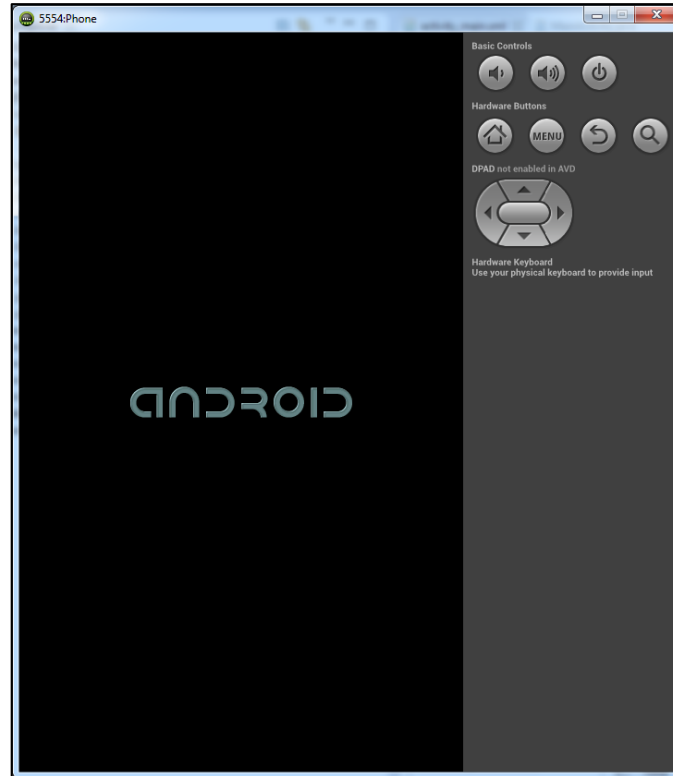 5554:Phone
Basic Controls
Hardware Buttons
MENU
DPAD not enabled in AVD
ANDROID
Hardware Keyboard
Use your physical keyboard to provide input